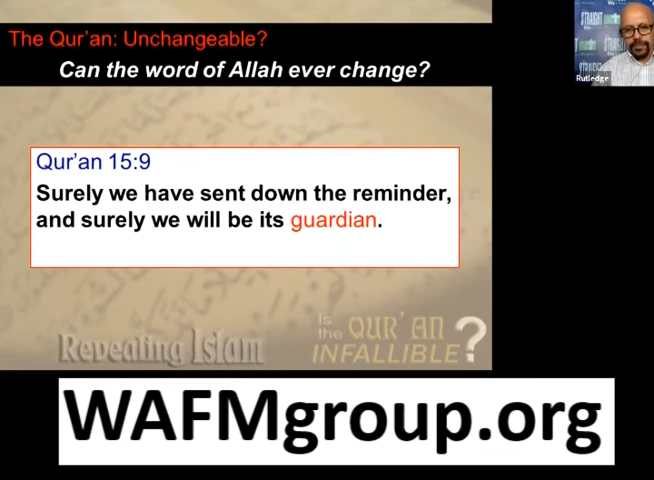 The Qur'an: Unchangeable?
Can the word of Allah ever change?
Qur'an 15:9
Surely we have sent down the reminder,
and surely we will be its guardian.
Revealing Islam
Is
the QUR'AN
INFALLIBLE?
WAFMgroup.org
STRAIGHT
Rutledge